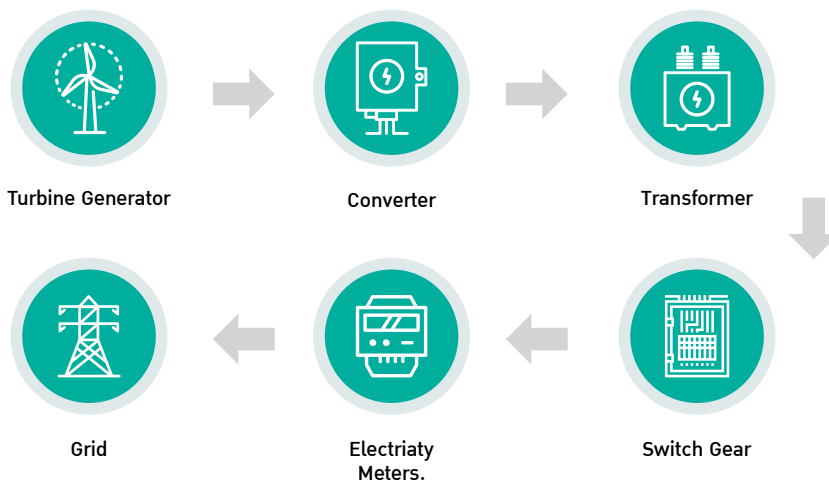 Turbine Generator
Converter
Transformer
Switch Gear
Electriaty
Meters.
Grid